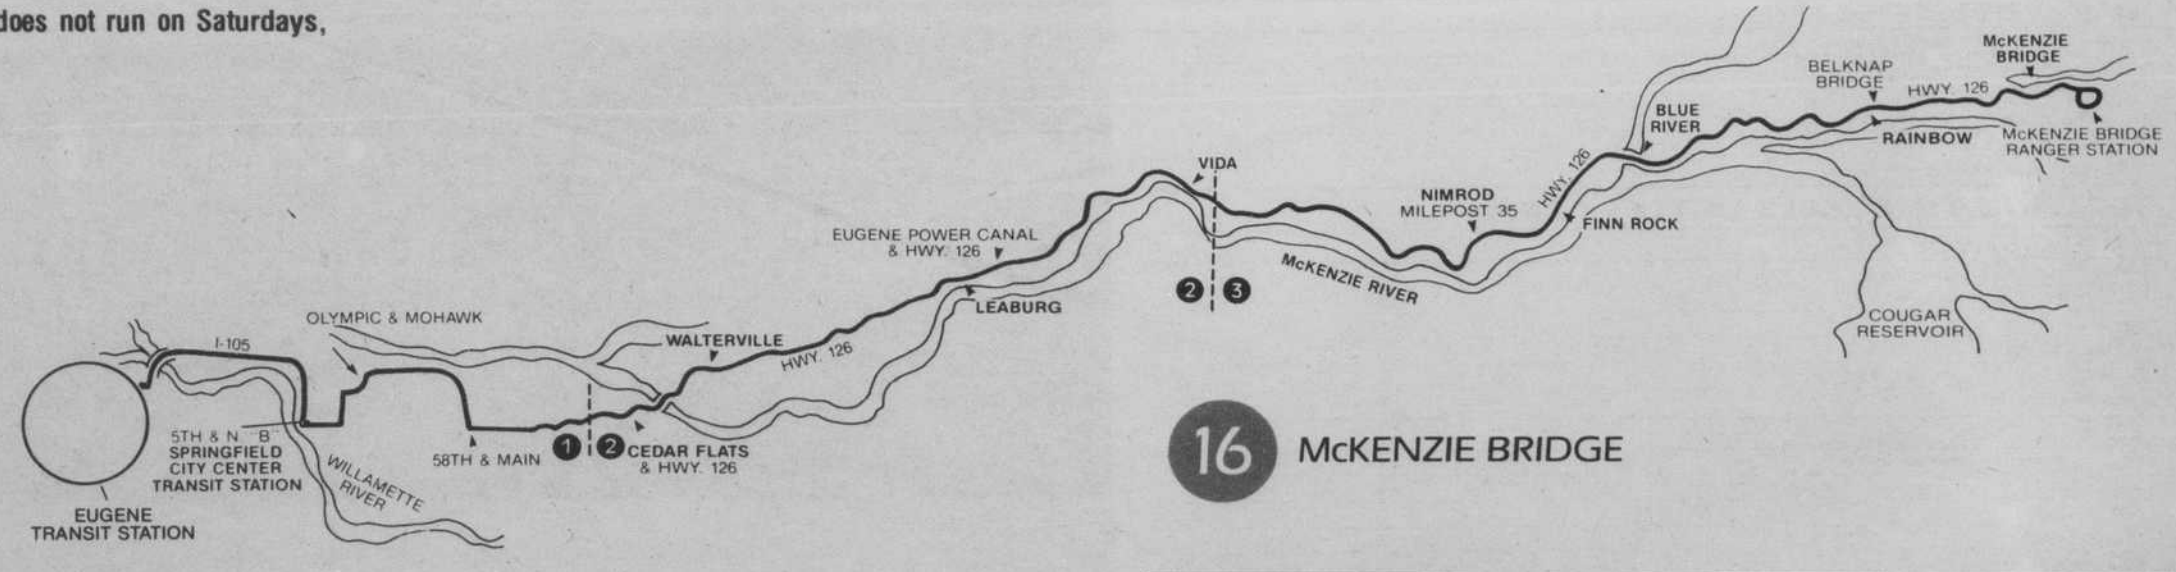 does not run on Saturdays,
McKENZIE
BRIDGE
BELKNAP
BRIDGE
HWY. 126
BLUE
RIVER
RAINBOW
McKENZIE BRIDGE
RANGER STATION
VIDA
HWY. 126
NIMROD
MILEPOST 35
FINN ROCK
EUGENE POWER CANAL
& HWY. 126
McKENZIE RIVER
2 3
LEABURG
COUGAR
RESERVOIR
OLYMPIC & MOHAWK
I-105
WALTERVILLE
HWY. 126
5TH & N. "B"
SPRINGFIELD
CITY CENTER
TRANSIT STATION
58TH & MAIN
1 2
CEDAR FLATS
& HWY. 126
WILLAMETTE
RIVER
EUGENE
TRANSIT STATION
16 McKENZIE BRIDGE